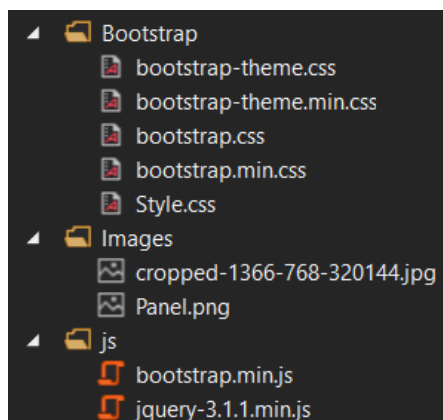 Bootstrap
bootstrap-theme.css
bootstrap-theme.min.css
bootstrap.css
bootstrap.min.css
Style.css
Images
cropped-1366-768-320144.jpg
Panel.png
js
bootstrap.min.js
jquery-3.1.1.min.js